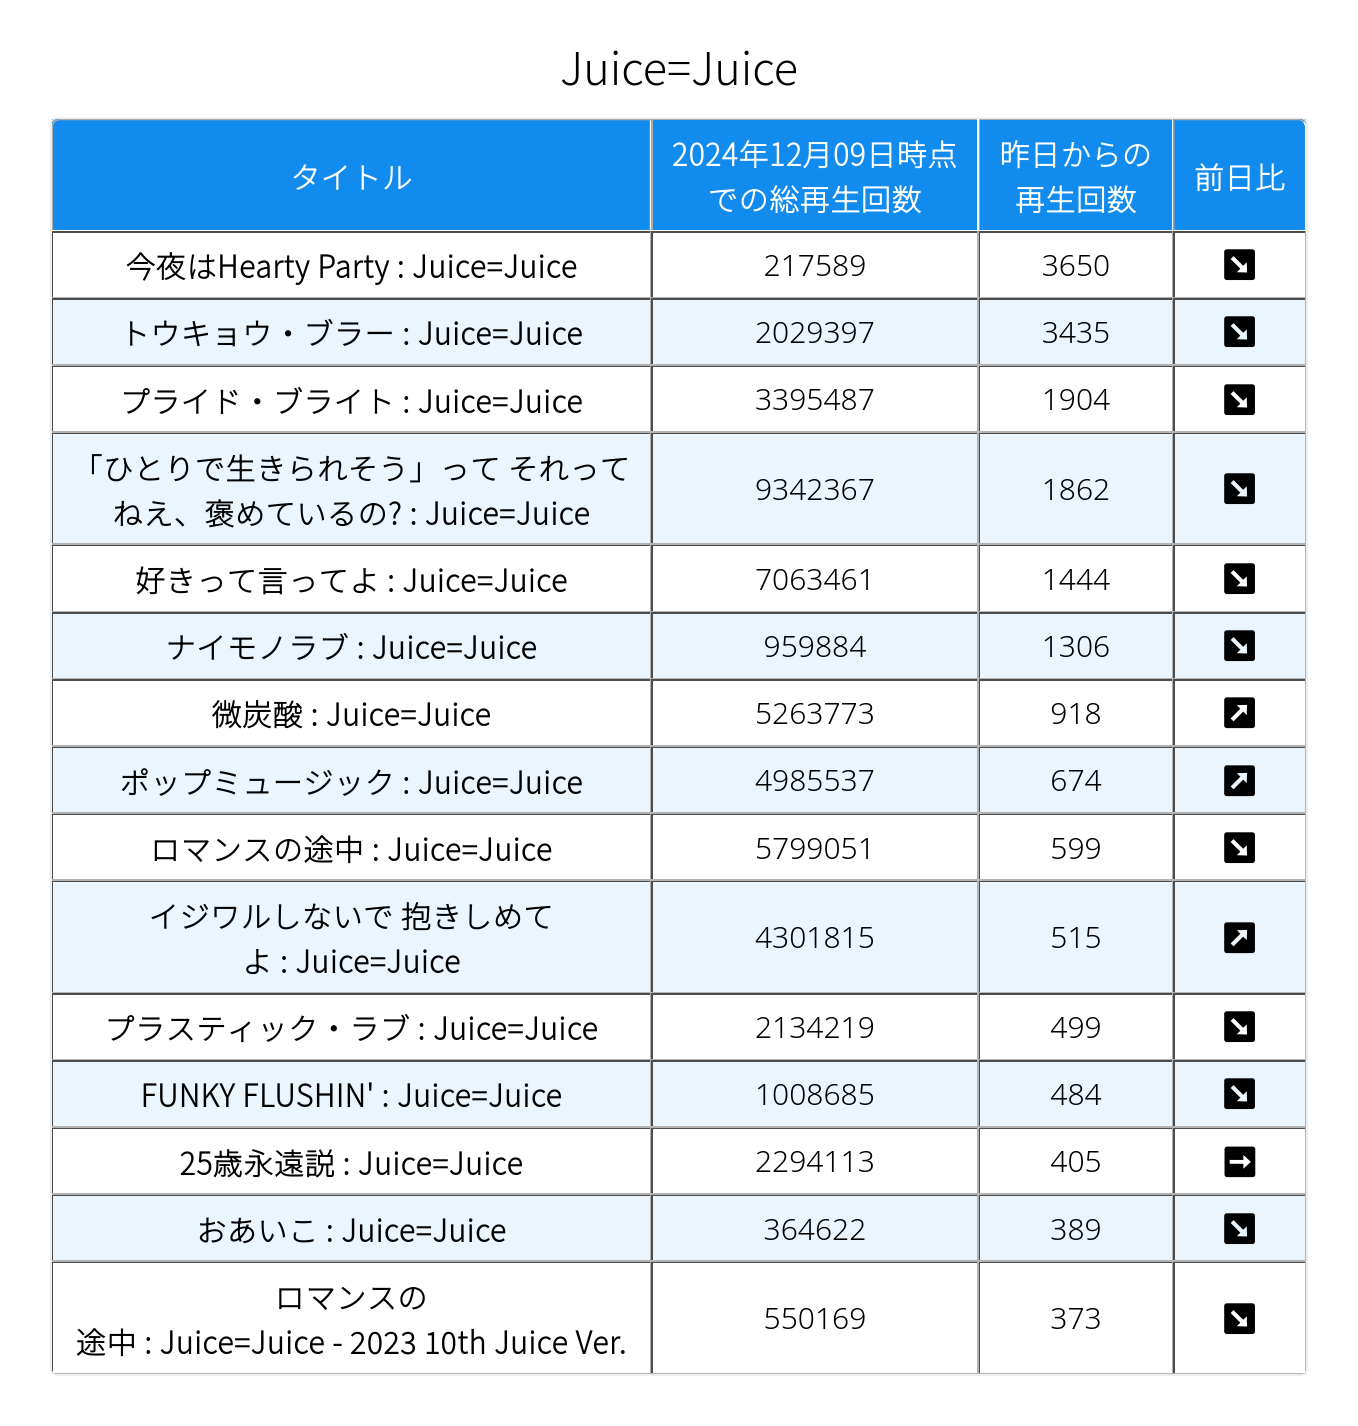 Juice=Juice
タイトル
2024年12月09日時点
での総再生回数
昨日からの
再生回数
前日比
今夜はHearty Party : Juice=Juice
217589
3650
↘
トウキョウ・ブラー : Juice=Juice
2029397
3435
↘
プライド・ブライト : Juice=Juice
3395487
1904
↘
「ひとりで生きられそう」って それって
ねえ、褒めているの? : Juice=Juice
9342367
1862
↘
好きって言ってよ : Juice=Juice
7063461
1444
↘
ナイモノラブ : Juice=Juice
959884
1306
↘
微炭酸 : Juice=Juice
5263773
918
↗
ポップミュージック : Juice=Juice
4985537
674
↗
ロマンスの途中 : Juice=Juice
5799051
599
↘
イジワルしないで 抱きしめて
よ : Juice=Juice
4301815
515
↗
プラスティック・ラブ : Juice=Juice
2134219
499
↘
FUNKY FLUSHIN' : Juice=Juice
1008685
484
↘
25歳永遠説 : Juice=Juice
2294113
405
→
おあいこ : Juice=Juice
364622
389
↘
ロマンスの
途中 : Juice=Juice - 2023 10th Juice Ver.
550169
373
↘